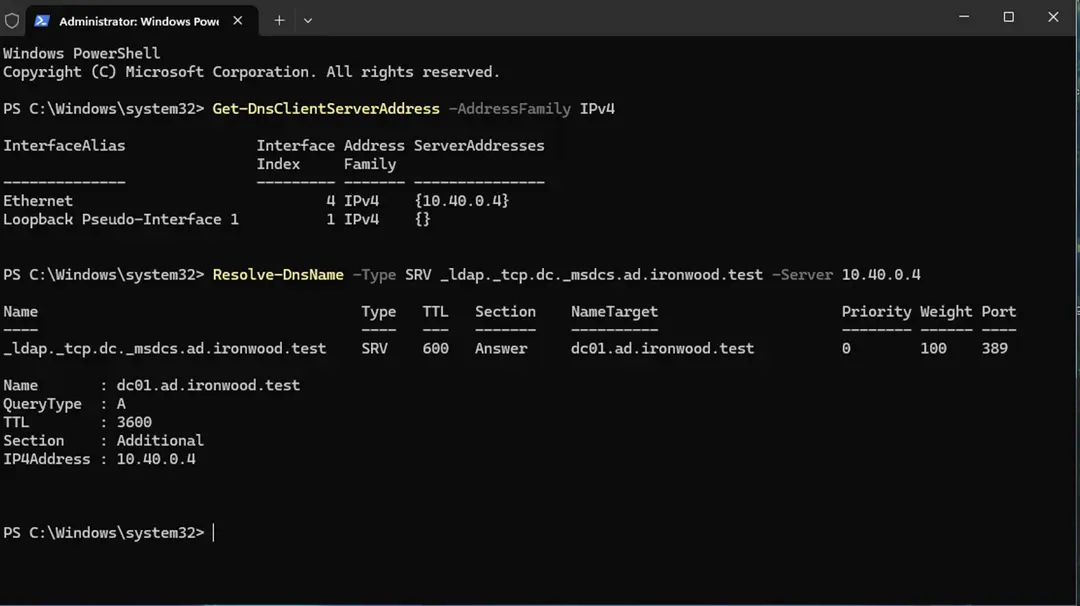 Administrator: Windows Pow
Windows PowerShell
Copyright (C) Microsoft Corporation. All rights reserved.
PS C:\Windows\system32> Get-DnsClientServerAddress -AddressFamily IPv4
InterfaceAlias Interface Address ServerAddresses
Index Family
-------------- --------- ------- ---------------
Ethernet 4 IPv4 {10.40.0.4}
Loopback Pseudo-Interface 1 1 IPv4 {}
PS C:\Windows\system32> Resolve-DnsName -Type SRV _ldap._tcp.dc._msdcs.ad.ironwood.test -Server 10.40.0.4
Name Type TTL Section NameTarget Priority Weight Port
---- ---- --- ------- ---------- -------- ------ ----
_ldap._tcp.dc._msdcs.ad.ironwood.test SRV 600 Answer dc01.ad.ironwood.test 0 100 389
Name : dc01.ad.ironwood.test
QueryType : A
TTL : 3600
Section : Additional
IP4Address : 10.40.0.4
PS C:\Windows\system32>